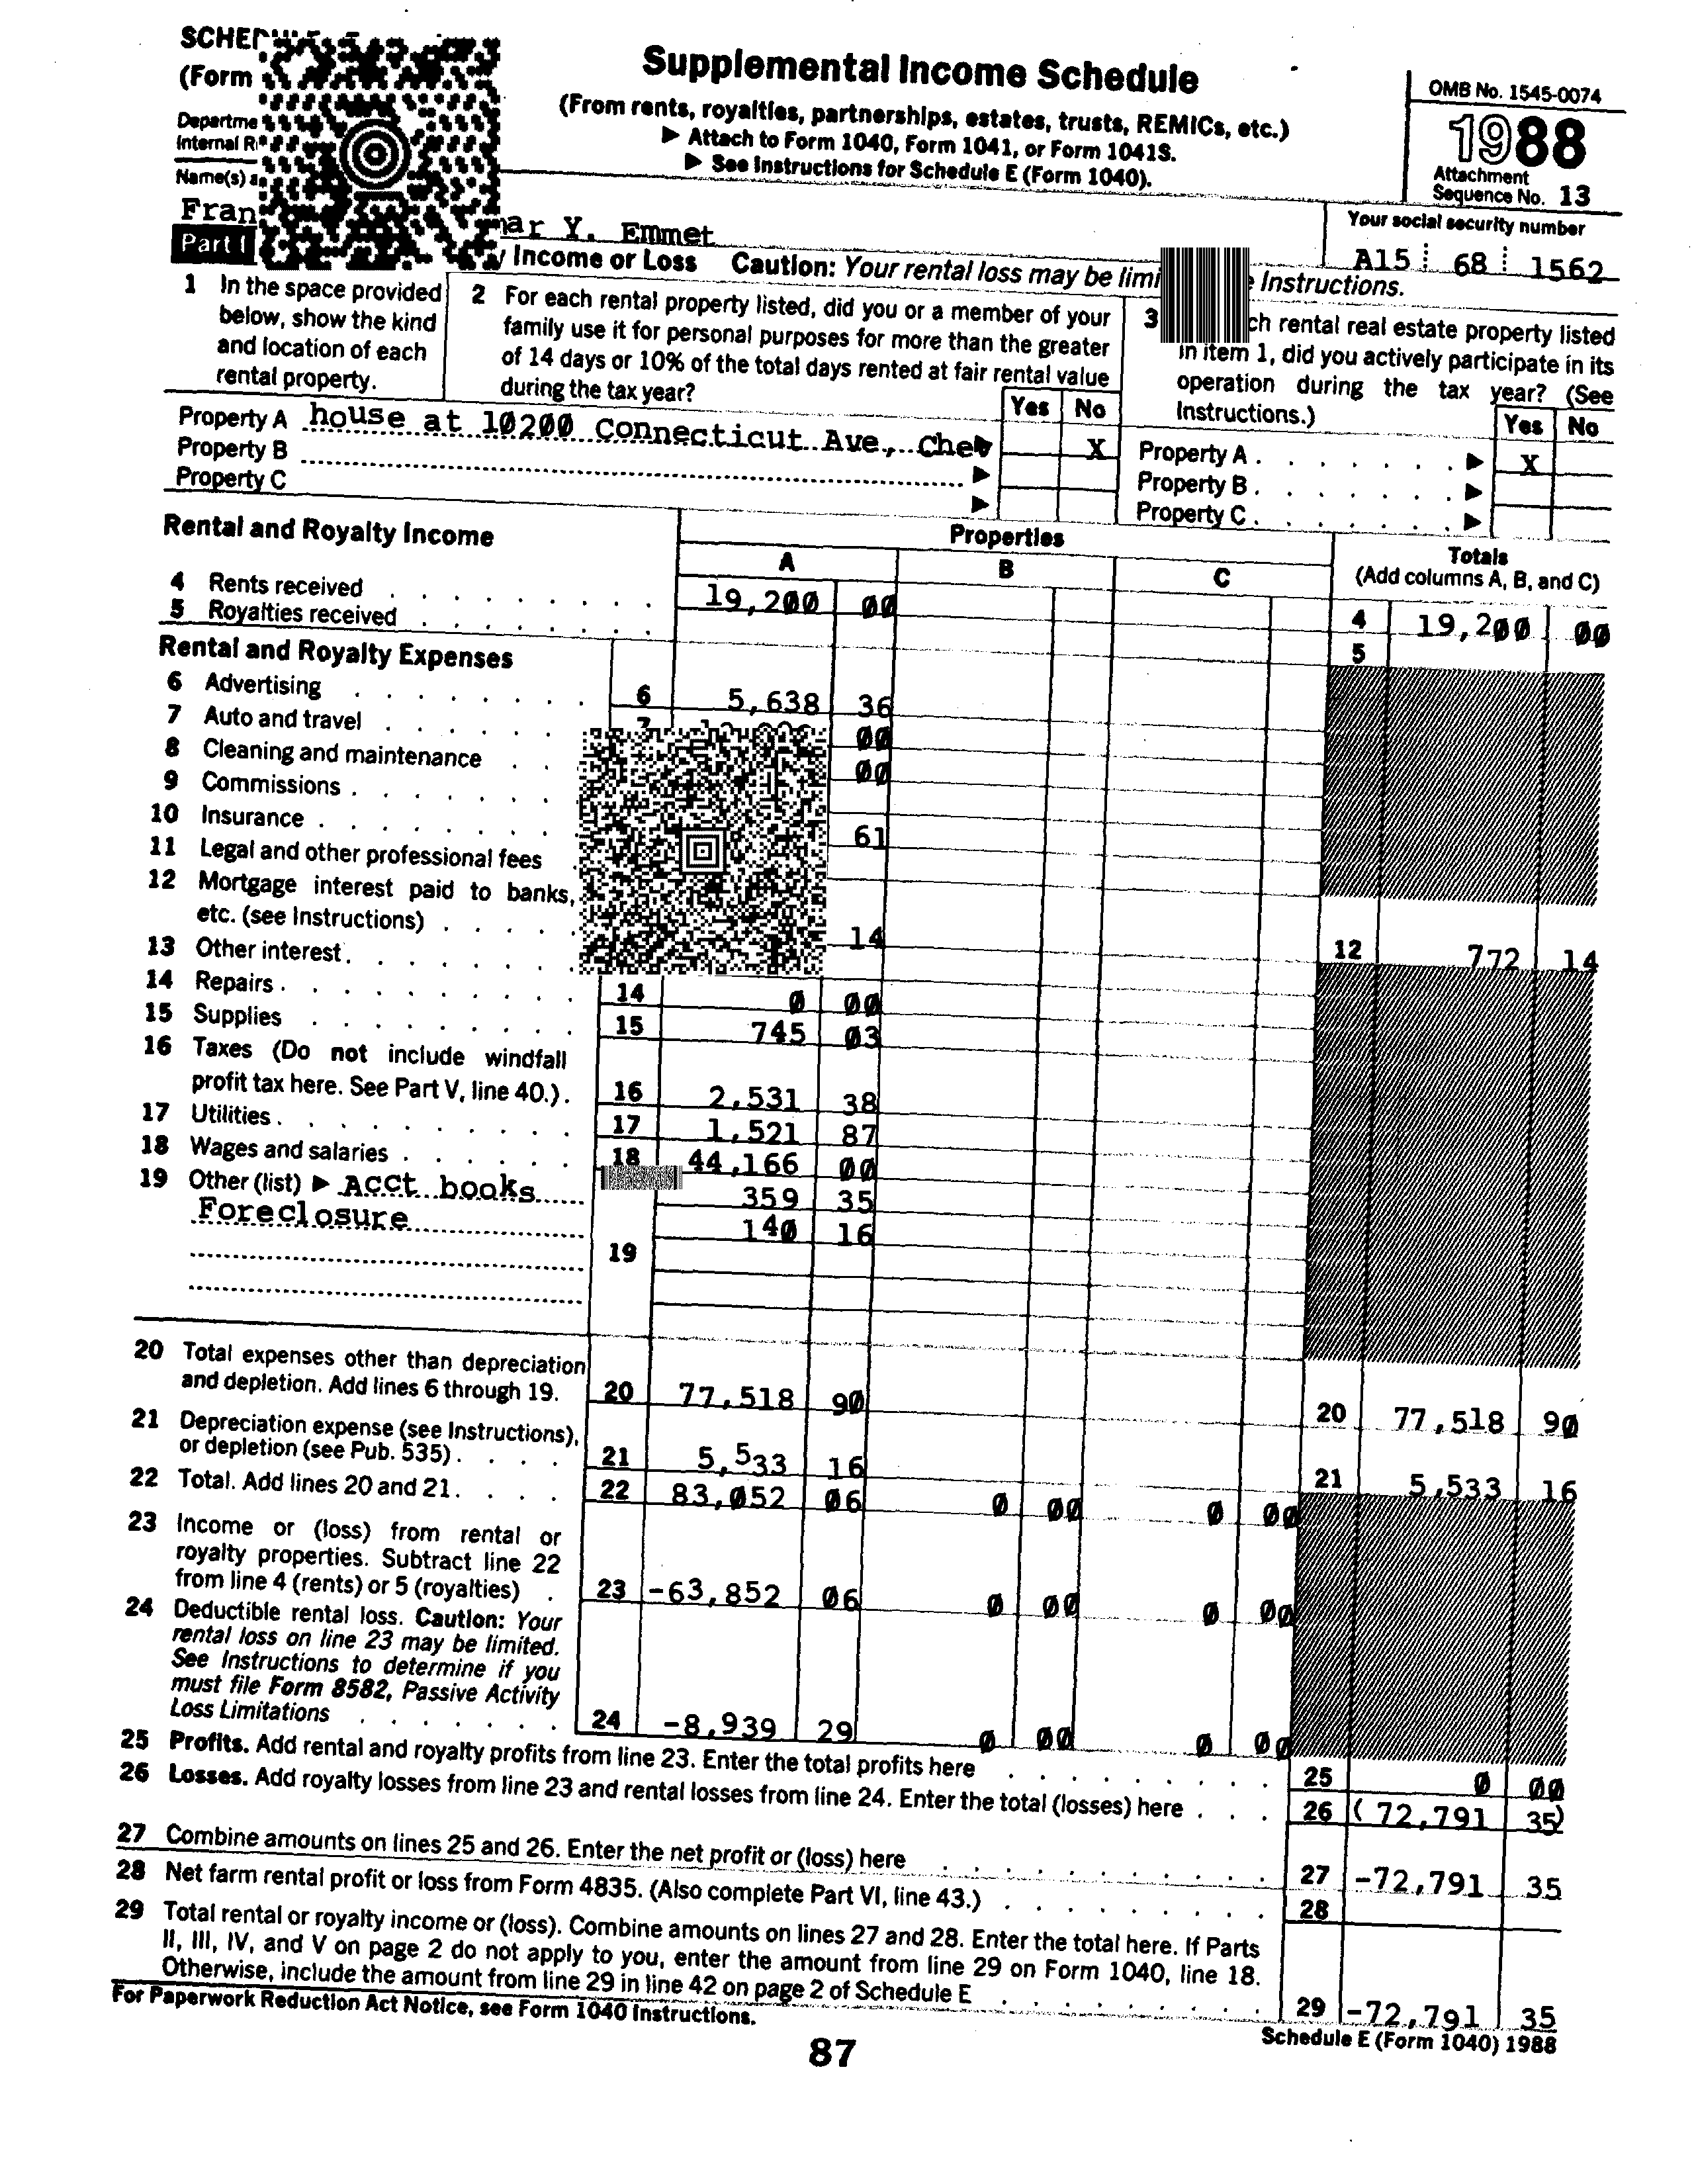 (Form
Supplemental Income Schedule
(From rents, royalties, partnerships, estates, trusts, REMICs, etc.)
▶ Attach to Form 1040, Form 1041, or Form 1041S.
▶ See Instructions for Schedule E (Form 1040).
OMB No. 1545-0074
1988
Attachment
Sequence No. 13
Internal
Name(s)
Y. Emmet
Your social security number
A15 68 1562
Part I
Income or Loss Caution: Your rental loss may be Instructions.
1 In the space provided
below, show the kind
and location of each
rental property.
2 For each rental property listed, did you or a member of your
family use it for personal purposes for more than the greater
of 14 days or 10% of the total days rented at fair rental value
during the tax year?
3 rental real estate property listed
in item 1, did you actively participate in its
operation during the tax year? (See
Instructions.)
Yes No
Yes No
Property A house at 10200 Connecticut Ave, Chev X
Property B ▶
Property C ▶
Property A ▶ X
Property B ▶
Property C ▶
Rental and Royalty Income
Properties
A B C
Totals
(Add columns A, B, and C)
4 Rents received 19,200 00 4 19,200 00
5 Royalties received 5
Rental and Royalty Expenses
6 Advertising 6 5,638 36
7 Auto and travel 00
8 Cleaning and maintenance 00
9 Commissions
10 Insurance 61
11 Legal and other professional fees
12 Mortgage interest paid to banks,
etc. (see Instructions) 14 12 772 14
13 Other interest
14 Repairs 14 0 00
15 Supplies 15 745 03
16 Taxes (Do not include windfall
profit tax here. See Part V, line 40.) 16 2,531 38
17 Utilities 17 1,521 87
18 Wages and salaries 18 44,166 00
19 Other (list) ▶ Acct books 359 35
Foreclosure 140 16
19
20 Total expenses other than depreciation
and depletion. Add lines 6 through 19. 20 77,518 90 20 77,518 90
21 Depreciation expense (see Instructions),
or depletion (see Pub. 535) 21 5,533 16 21 5,533 16
22 Total. Add lines 20 and 21 22 83,052 06 0 00 0 00
23 Income or (loss) from rental or
royalty properties. Subtract line 22
from line 4 (rents) or 5 (royalties) 23 -63,852 06 0 00 0 00
24 Deductible rental loss. Caution: Your
rental loss on line 23 may be limited.
See Instructions to determine if you
must file Form 8582, Passive Activity
Loss Limitations 24 -8,939 29 0 00 0 00
25 Profits. Add rental and royalty profits from line 23. Enter the total profits here 25 0 00
26 Losses. Add royalty losses from line 23 and rental losses from line 24. Enter the total (losses) here 26 (72,791 35)
27 Combine amounts on lines 25 and 26. Enter the net profit or (loss) here 27 -72,791 35
28 Net farm rental profit or loss from Form 4835. (Also complete Part VI, line 43.) 28
29 Total rental or royalty income or (loss). Combine amounts on lines 27 and 28. Enter the total here. If Parts
II, III, IV, and V on page 2 do not apply to you, enter the amount from line 29 on Form 1040, line 18.
Otherwise, include the amount from line 29 in line 42 on page 2 of Schedule E 29 -72,791 35
For Paperwork Reduction Act Notice, see Form 1040 Instructions.
Schedule E (Form 1040) 1988
87